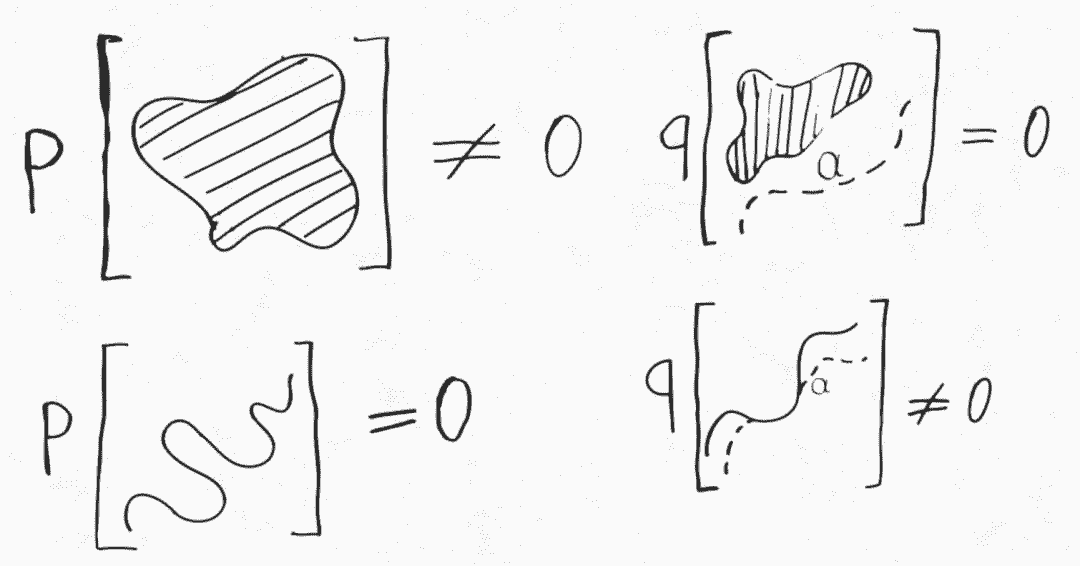 p [ ] ≠ 0
q [ a ] = 0
p [ ] = 0
q [ a ] ≠ 0